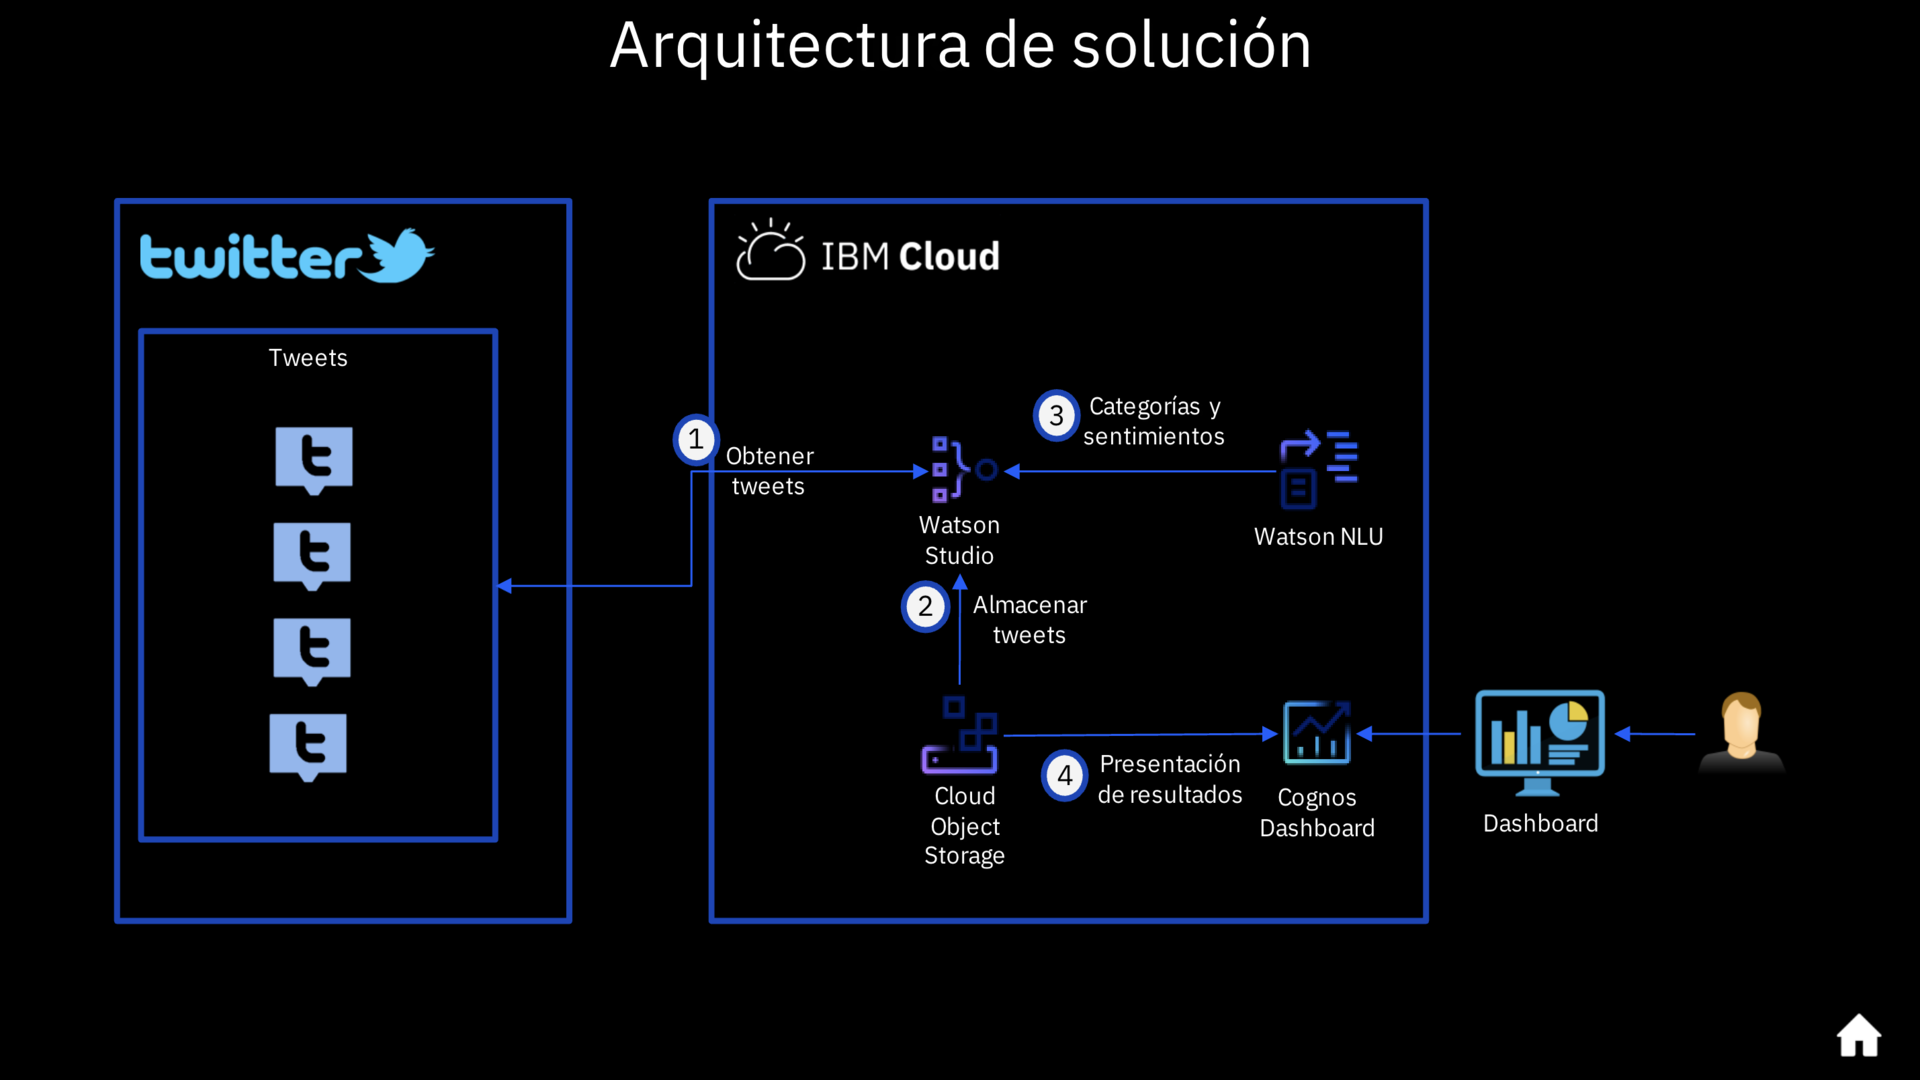 Arquitectura de solución
twitter
Tweets
t
t
t
t
IBM Cloud
1
Obtener
tweets
Watson
Studio
3
Categorías y
sentimientos
Watson NLU
2
Almacenar
tweets
Cloud
Object
Storage
4
Presentación
de resultados
Cognos
Dashboard
Dashboard